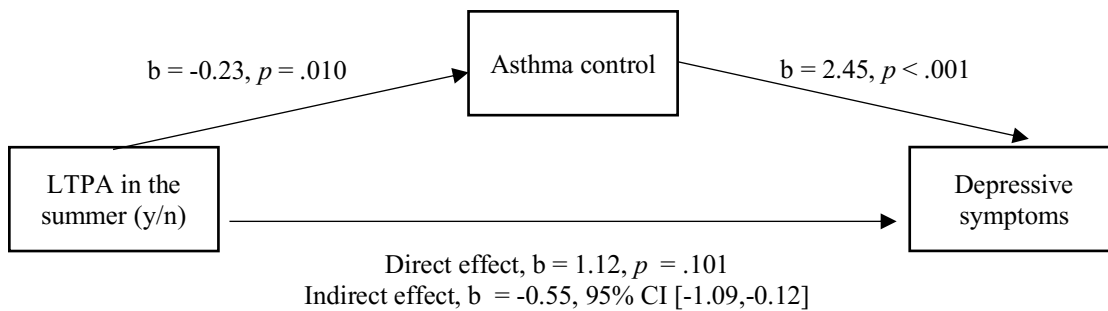 Asthma control
b = -0.23, p = .010
b = 2.45, p < .001
LTPA in the
summer (y/n)
Depressive
symptoms
Direct effect, b = 1.12, p = .101
Indirect effect, b = -0.55, 95% CI [-1.09,-0.12]